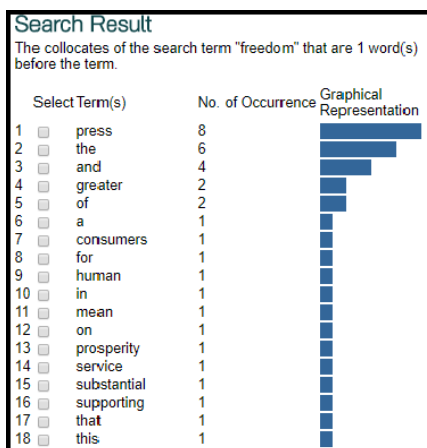 Search Result
The collocates of the search term "freedom" that are 1 word(s)
before the term.
Select Term(s) No. of Occurrence Graphical Representation
1 press 8
2 the 6
3 and 4
4 greater 2
5 of 2
6 a 1
7 consumers 1
8 for 1
9 human 1
10 in 1
11 mean 1
12 on 1
13 prosperity 1
14 service 1
15 substantial 1
16 supporting 1
17 that 1
18 this 1